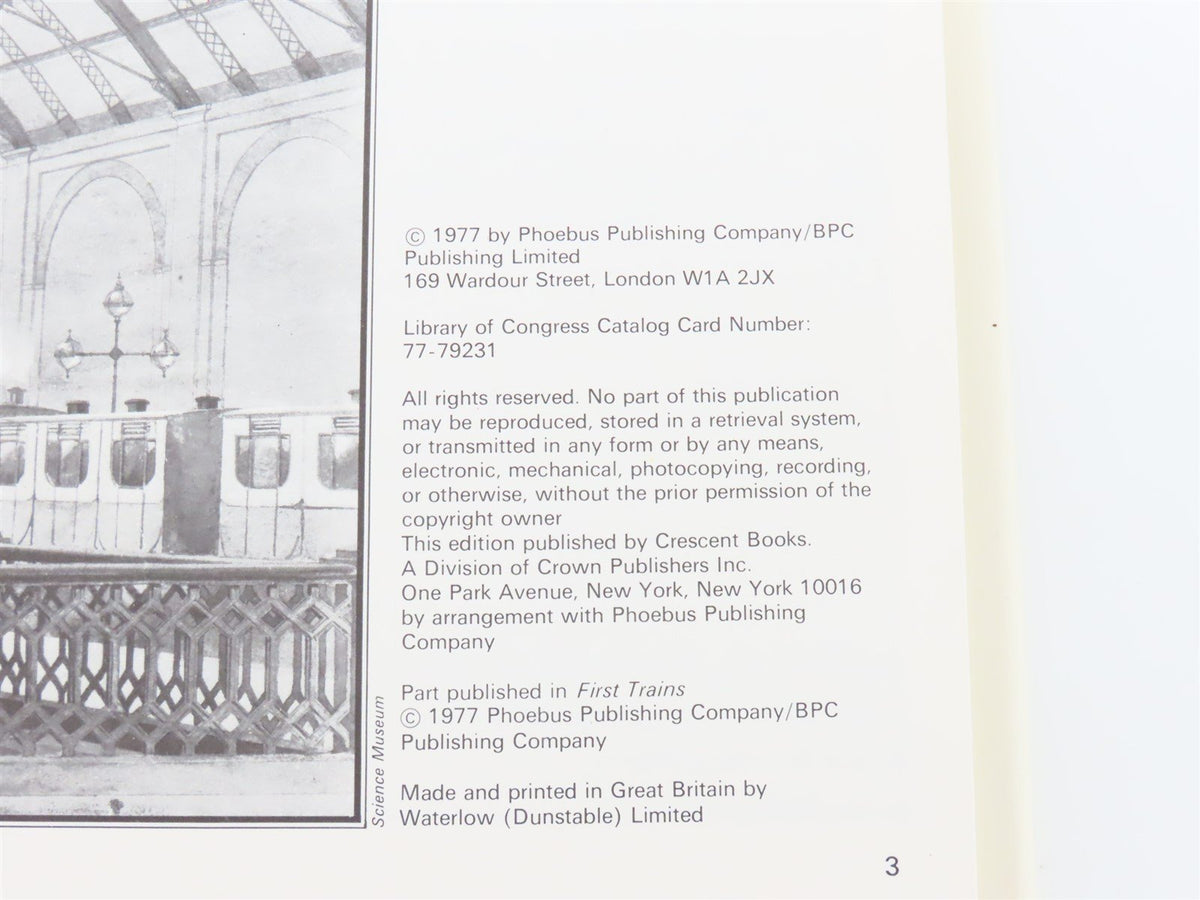 © 1977 by Phoebus Publishing Company/BPC
Publishing Limited
169 Wardour Street, London W1A 2JX
Library of Congress Catalog Card Number:
77-79231
All rights reserved. No part of this publication
may be reproduced, stored in a retrieval system,
or transmitted in any form or by any means,
electronic, mechanical, photocopying, recording,
or otherwise, without the prior permission of the
copyright owner
This edition published by Crescent Books.
A Division of Crown Publishers Inc.
One Park Avenue, New York, New York 10016
by arrangement with Phoebus Publishing
Company
Part published in First Trains
© 1977 Phoebus Publishing Company/BPC
Publishing Company
Made and printed in Great Britain by
Waterlow (Dunstable) Limited
Science Museum
3